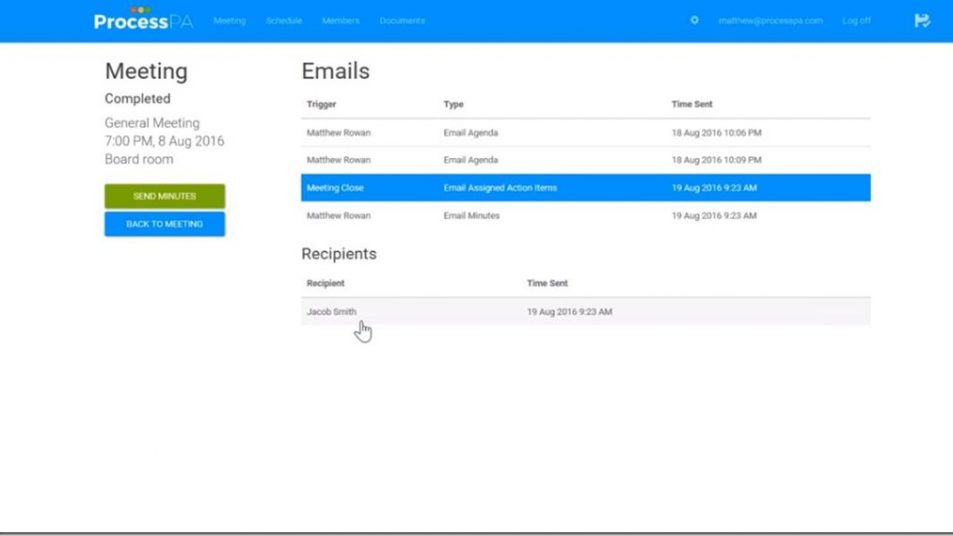 ProcessPA Meeting Schedule Members Documents matthew@processpa.com Log off
Meeting
Completed
General Meeting
7:00 PM, 8 Aug 2016
Board room
SEND MINUTES
BACK TO MEETING
Emails
Trigger Type Time Sent
Matthew Rowan Email Agenda 18 Aug 2016 10:06 PM
Matthew Rowan Email Agenda 18 Aug 2016 10:09 PM
Meeting Close Email Assigned Action Items 19 Aug 2016 9:23 AM
Matthew Rowan Email Minutes 19 Aug 2016 9:23 AM
Recipients
Recipient Time Sent
Jacob Smith 19 Aug 2016 9:23 AM